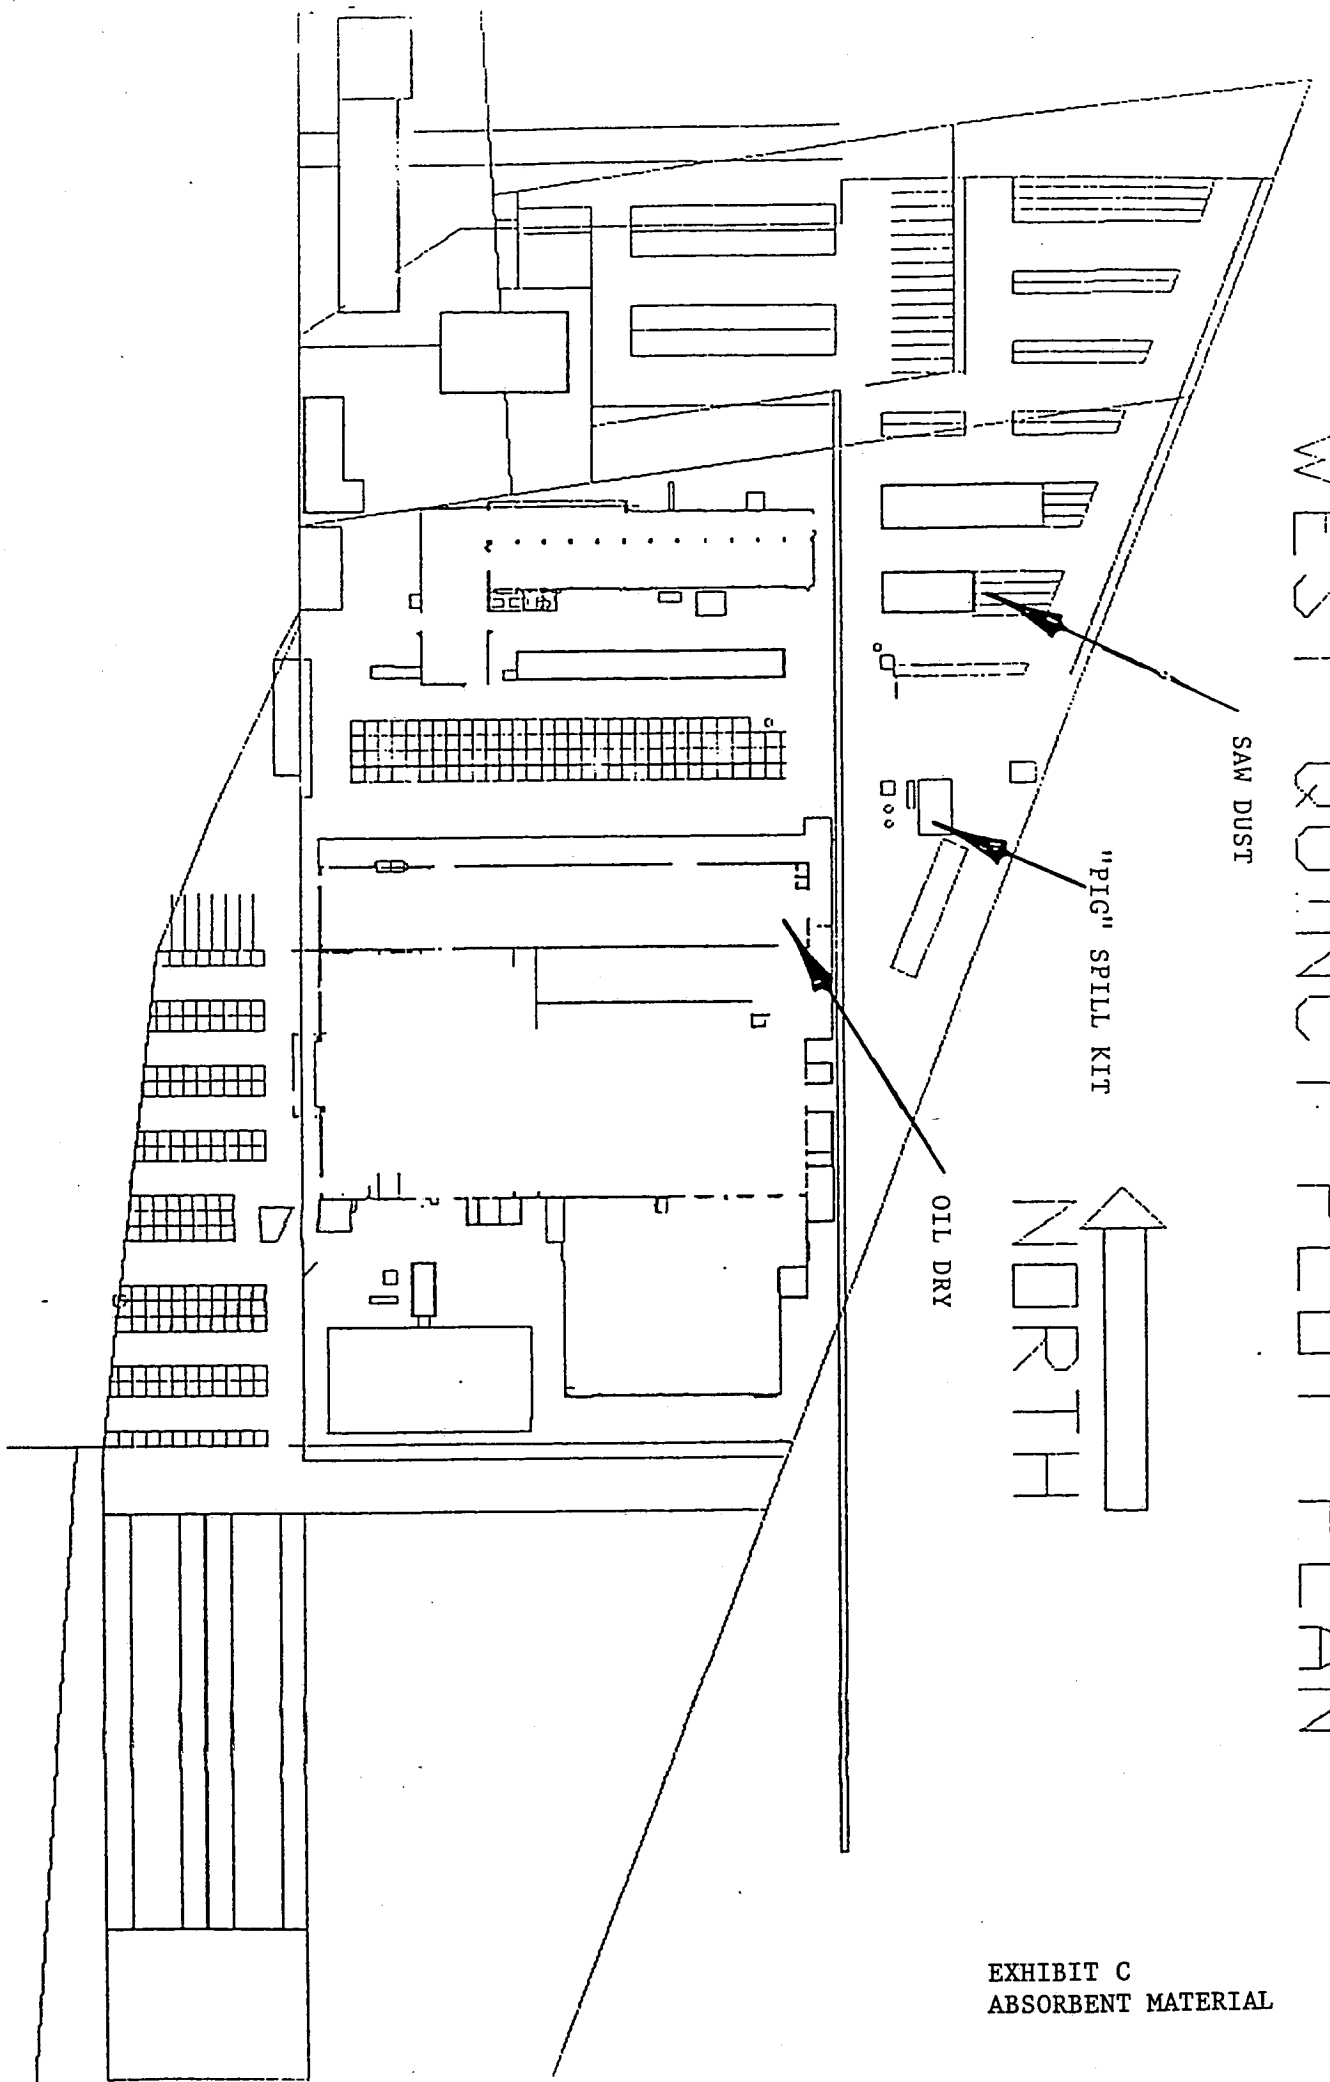 WEST QUINCY PLOT PLAN
SAW DUST
"PIG" SPILL KIT
OIL DRY
NORTH
EXHIBIT C
ABSORBENT MATERIAL